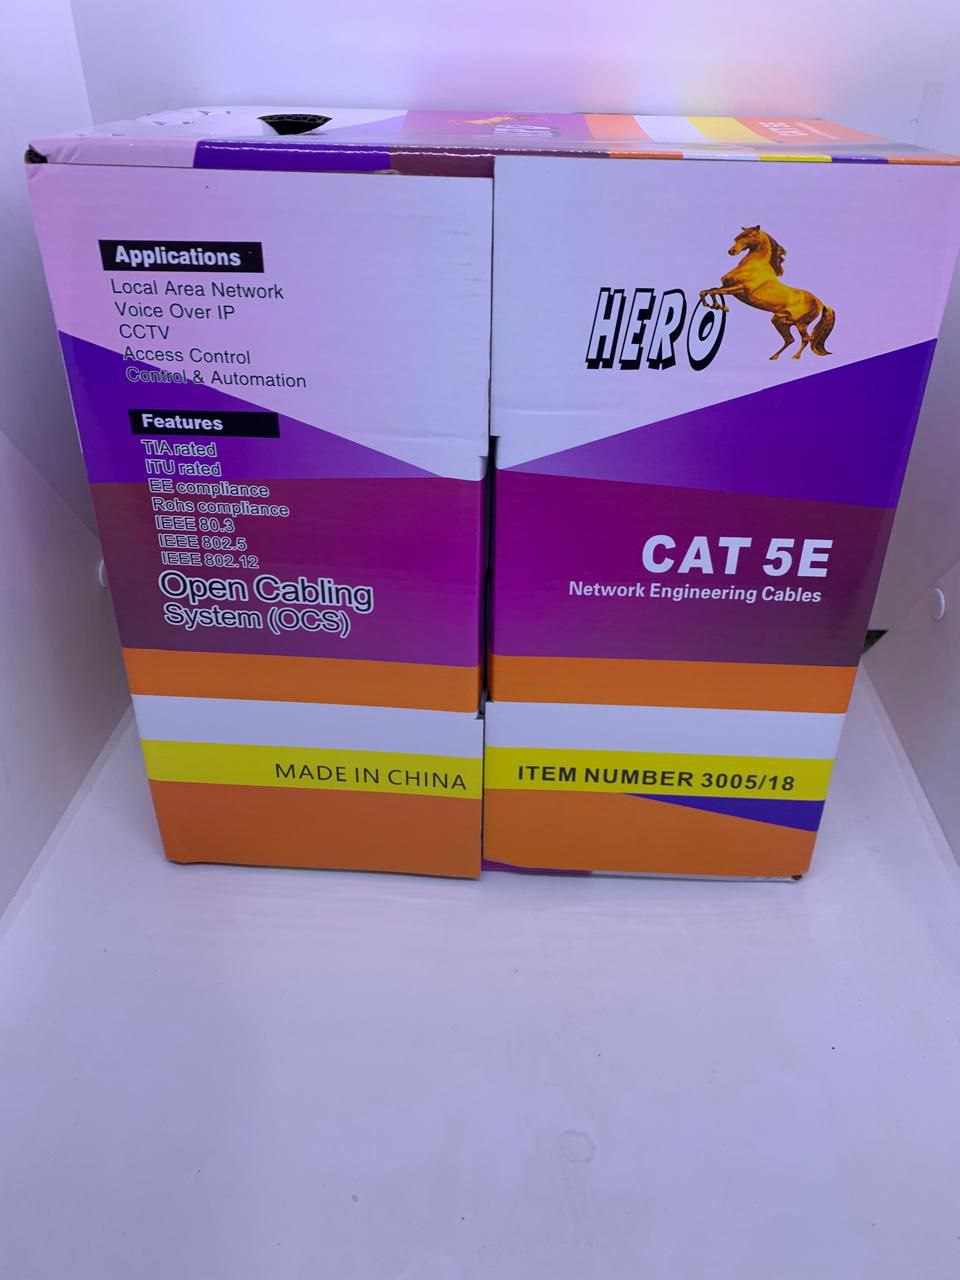 Applications
Local Area Network
Voice Over IP
CCTV
Access Control
Control & Automation
Features
TIA rated
ITU rated
EE compliance
Rohs compliance
IEEE 80.3
IEEE 802.5
IEEE 802.12
Open Cabling
System (OCS)
MADE IN CHINA
HERO
CAT 5E
Network Engineering Cables
ITEM NUMBER 3005/18